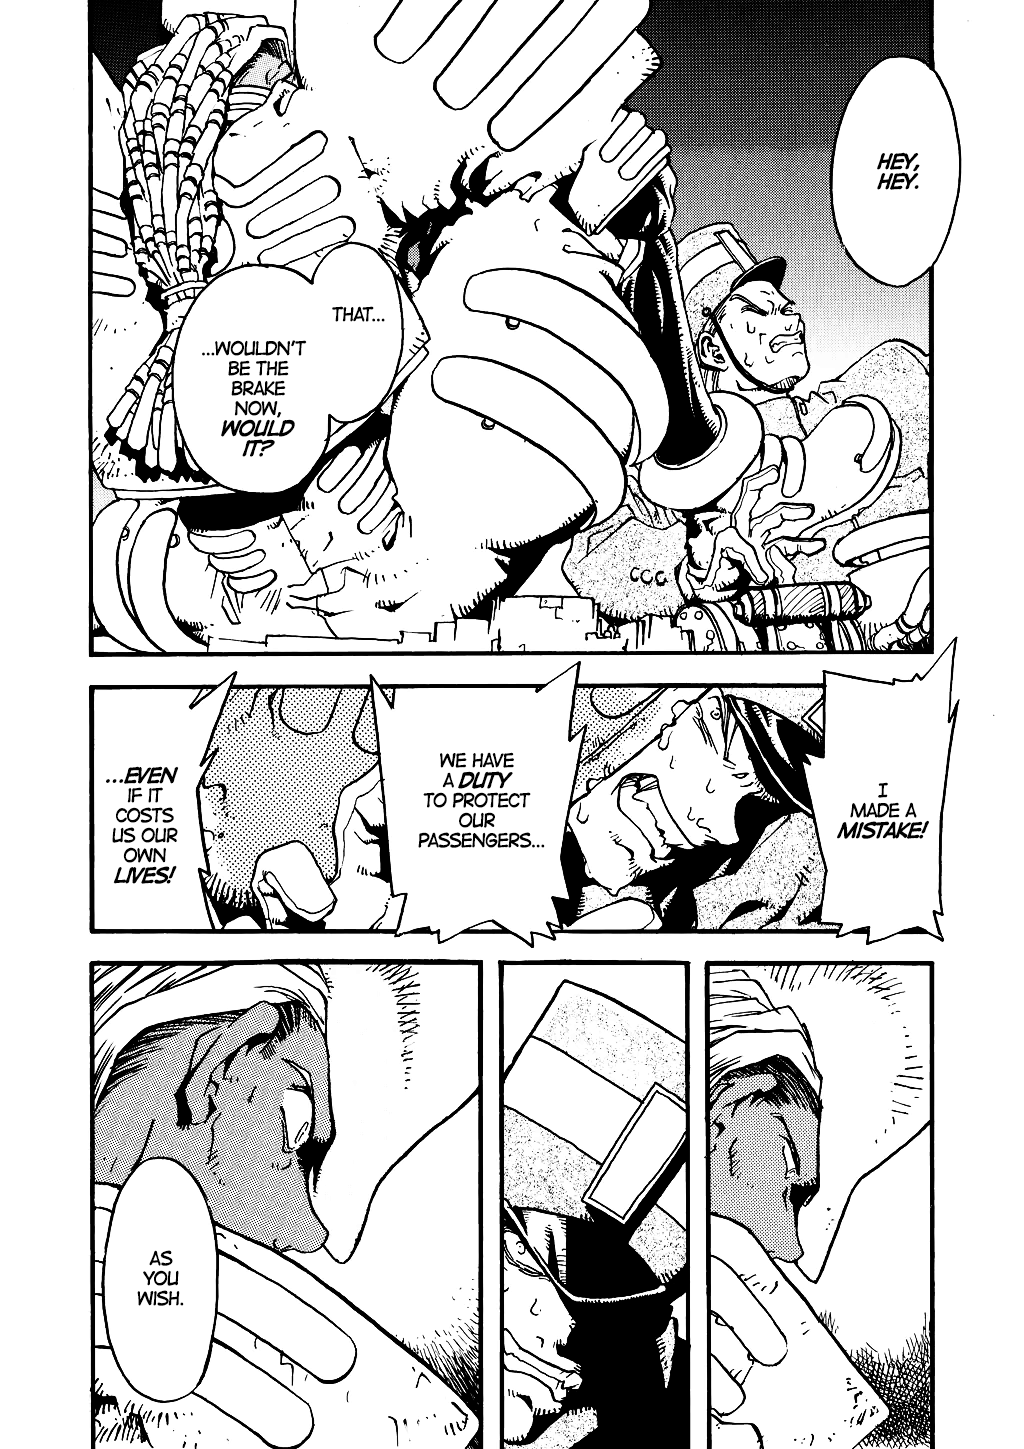 HEY,
HEY.
THAT...
...WOULDN'T
BE THE
BRAKE
NOW,
WOULD
IT?
I
MADE A
MISTAKE!
WE HAVE
A DUTY
TO PROTECT
OUR
PASSENGERS...
...EVEN
IF IT
COSTS
US OUR
OWN
LIVES!
AS
YOU
WISH.